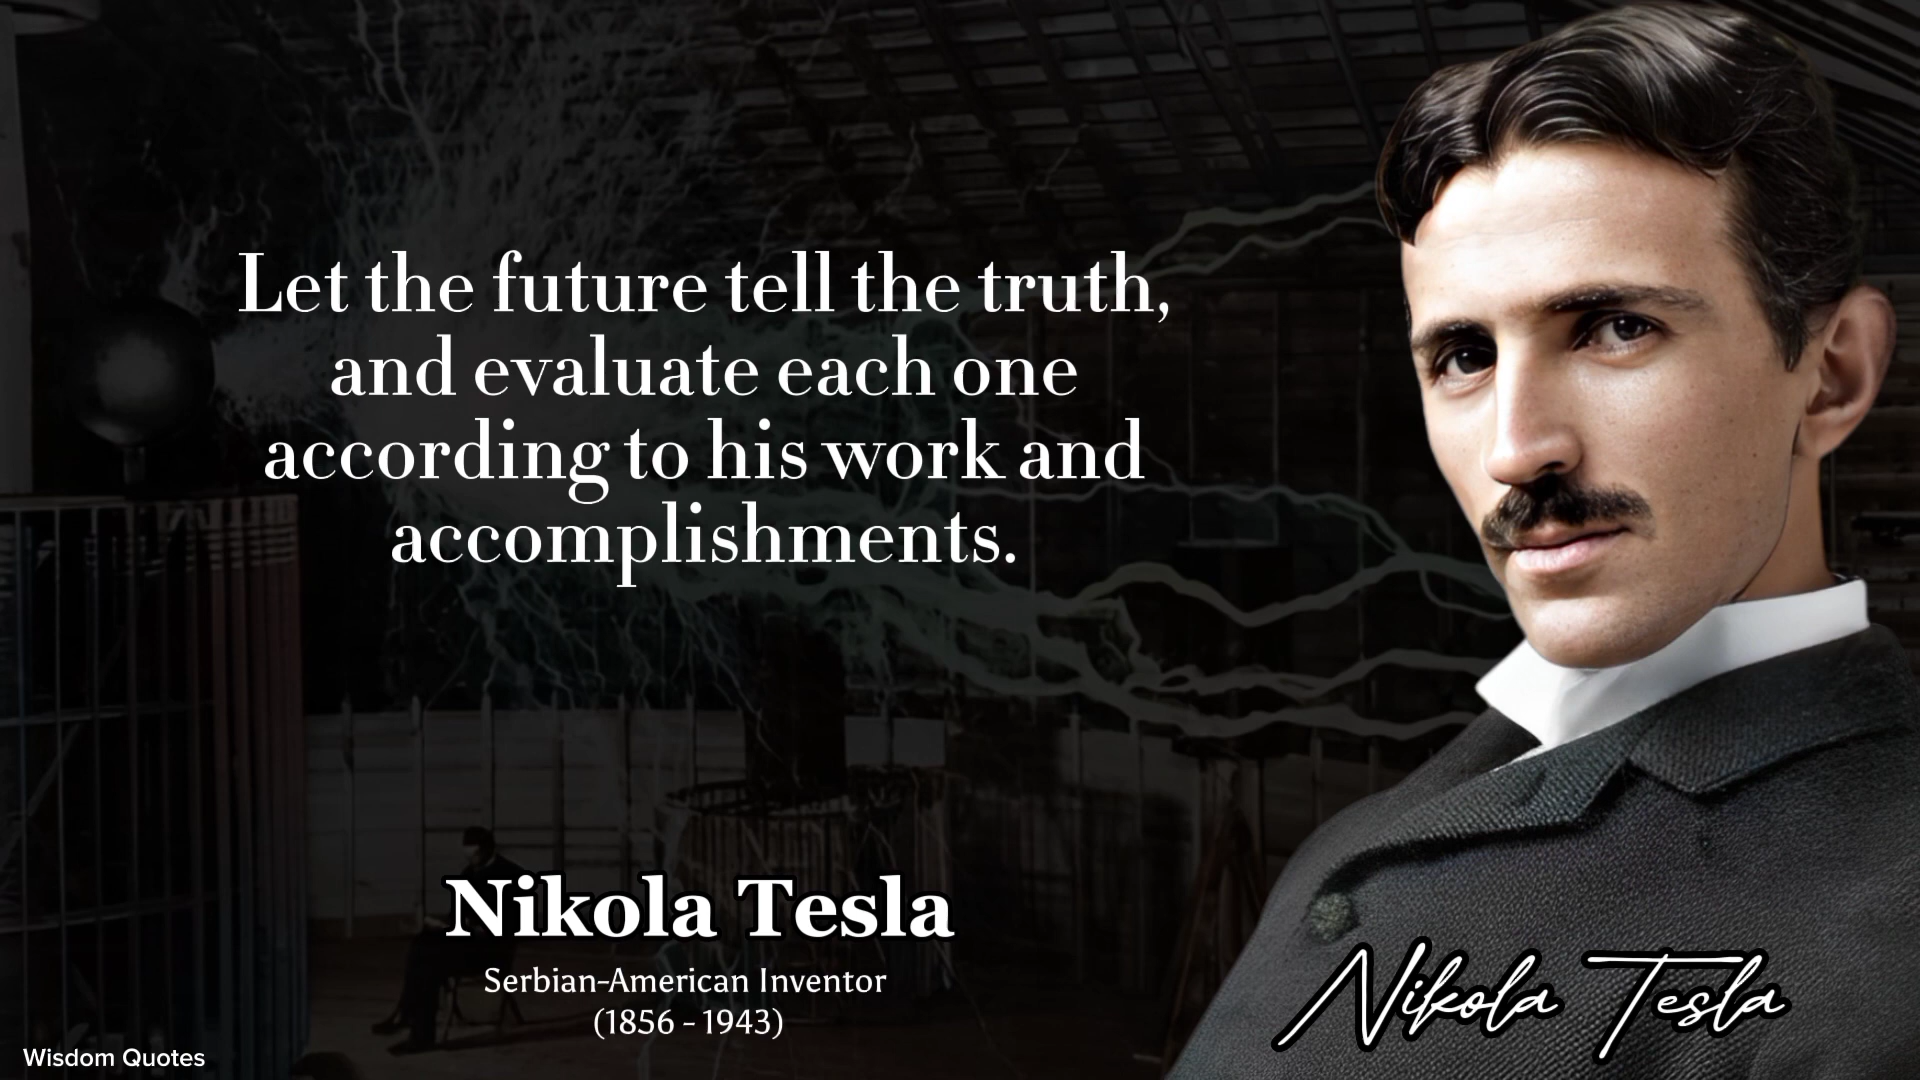 Let the future tell the truth,
and evaluate each one
according to his work and
accomplishments.
Nikola Tesla
Serbian-American Inventor
(1856 - 1943)
Nikola Tesla
Wisdom Quotes